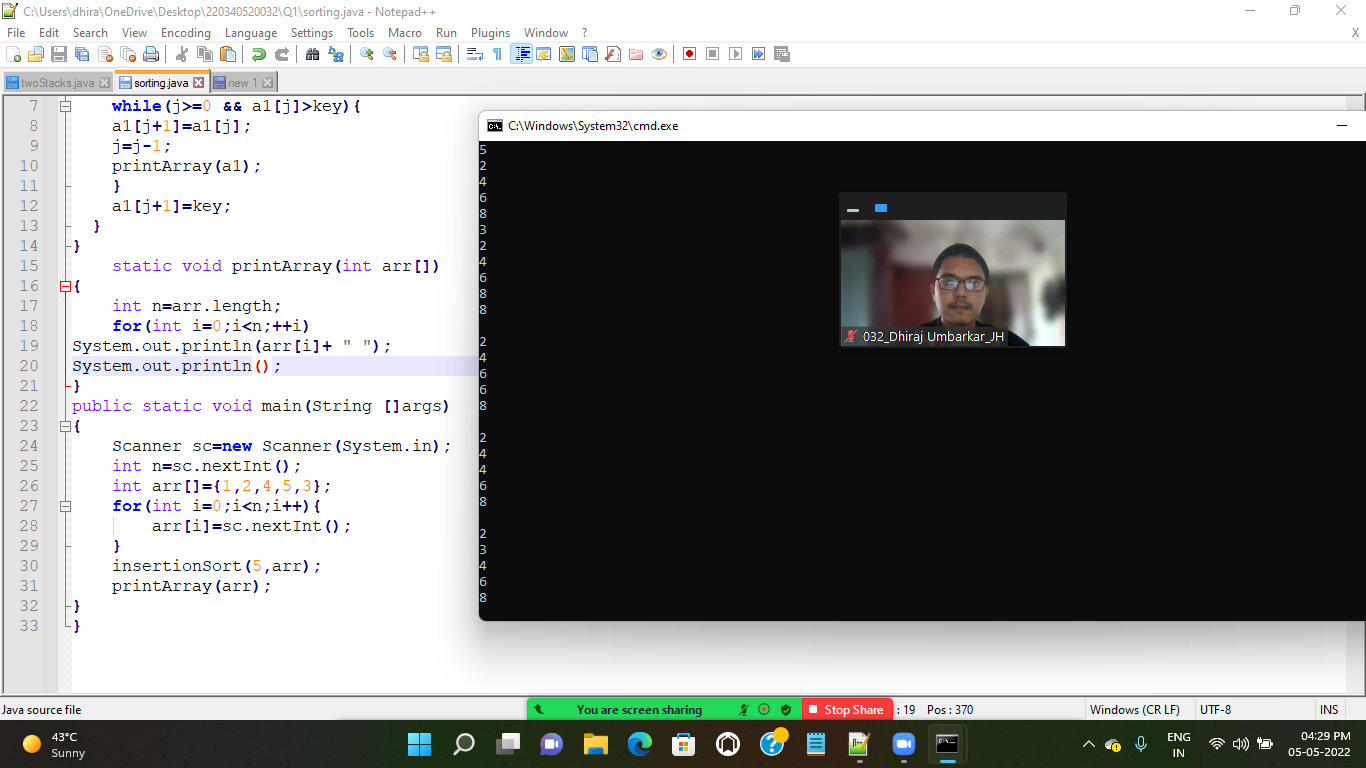 C:\Users\dhira\OneDrive\Desktop\220340520032\Q1\sorting.java - Notepad++
File Edit Search View Encoding Language Settings Tools Macro Run Plugins Window ? X
twoStacks.java sorting.java new 1
7 while(j>=0 && a1[j]>key){
8 a1[j+1]=a1[j];
9 j=j-1;
10 printArray(a1);
11 }
12 a1[j+1]=key;
13 }
14 }
15 static void printArray(int arr[])
16 {
17 int n=arr.length;
18 for(int i=0;i<n;++i)
19 System.out.println(arr[i]+ " ");
20 System.out.println();
21 }
22 public static void main(String []args)
23 {
24 Scanner sc=new Scanner(System.in);
25 int n=sc.nextInt();
26 int arr[]={1,2,4,5,3};
27 for(int i=0;i<n;i++){
28 arr[i]=sc.nextInt();
29 }
30 insertionSort(5,arr);
31 printArray(arr);
32 }
33 }
C:\Windows\System32\cmd.exe
5
2
4
6
8
3
2
4
6
8
8
2
4
6
6
8
2
4
4
6
8
2
3
4
6
8
032_Dhiraj Umbarkar_JH
Java source file
You are screen sharing
Stop Share
: 19 Pos : 370
Windows (CR LF)
UTF-8
INS
43°C
Sunny
ENG
IN
04:29 PM
05-05-2022